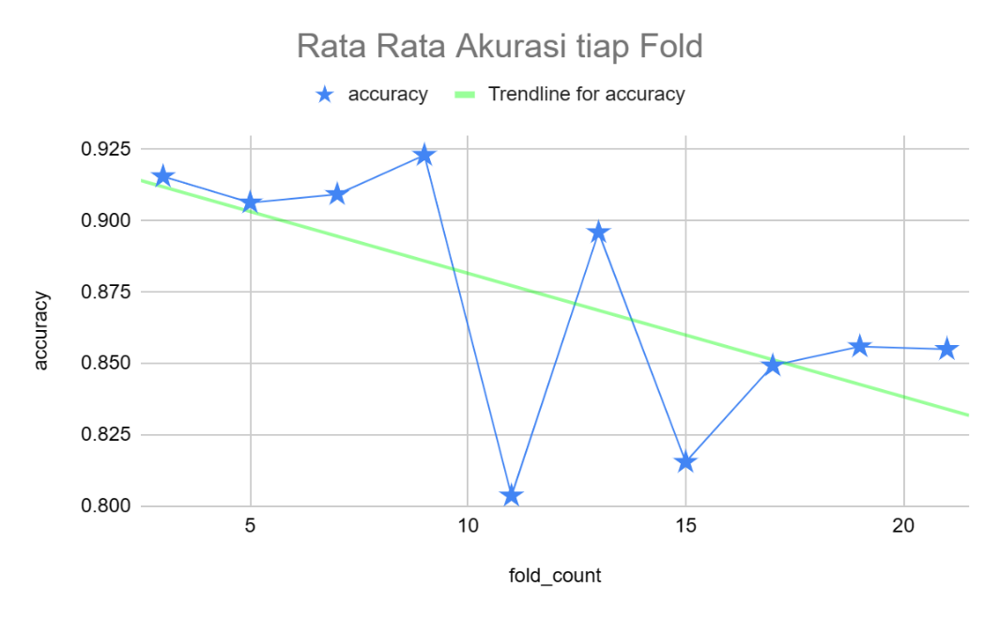 Rata Rata Akurasi tiap Fold
accuracy
Trendline for accuracy
0.925
0.900
0.875
0.850
0.825
0.800
accuracy
5
10
15
20
fold_count